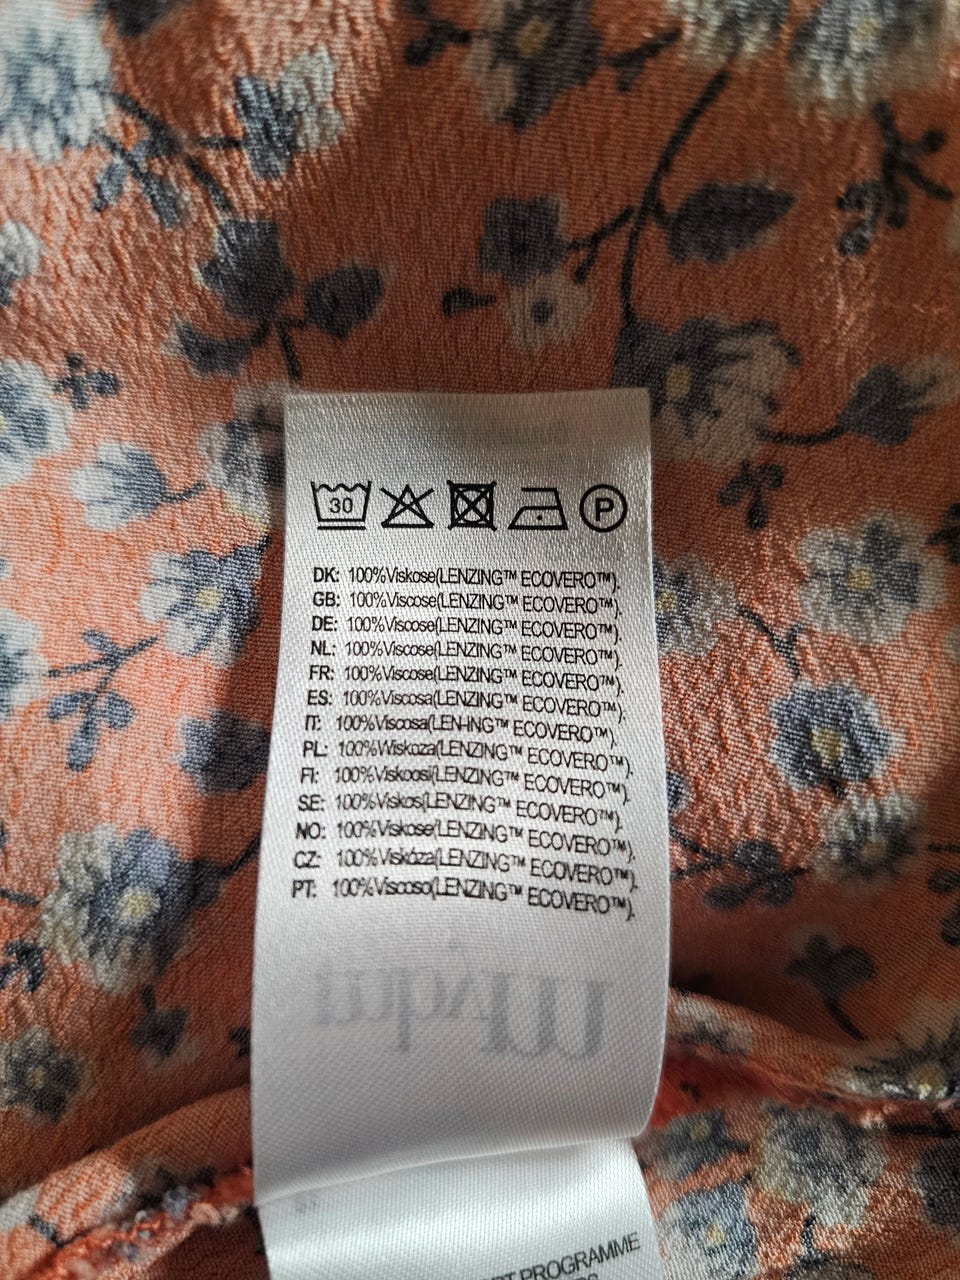 30
P
DK: 100%Viskose(LENZING™ ECOVERO™).
GB: 100%Viscose(LENZING™ ECOVERO™).
DE: 100%Viscose(LENZING™ ECOVERO™).
NL: 100%Viscose(LENZING™ ECOVERO™).
FR: 100%Viscose(LENZING™ ECOVERO™).
ES: 100%Viscosa(LENZING™ ECOVERO™).
IT: 100%Viscosa(LEN-ING™ ECOVERO™).
PL: 100%Wiskoza(LENZING™ ECOVERO™).
FI: 100%Viskoosi(LENZING™ ECOVERO™).
SE: 100%Viskos(LENZING™ ECOVERO™).
NO: 100%Viskose(LENZING™ ECOVERO™).
CZ: 100%Viskóza(LENZING™ ECOVERO™).
PT: 100%Viscoso(LENZING™ ECOVERO™).
PROGRAMME